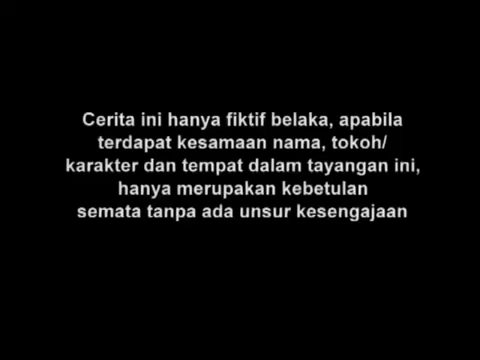 Cerita ini hanya fiktif belaka, apabila
terdapat kesamaan nama, tokoh/
karakter dan tempat dalam tayangan ini,
hanya merupakan kebetulan
semata tanpa ada unsur kesengajaan